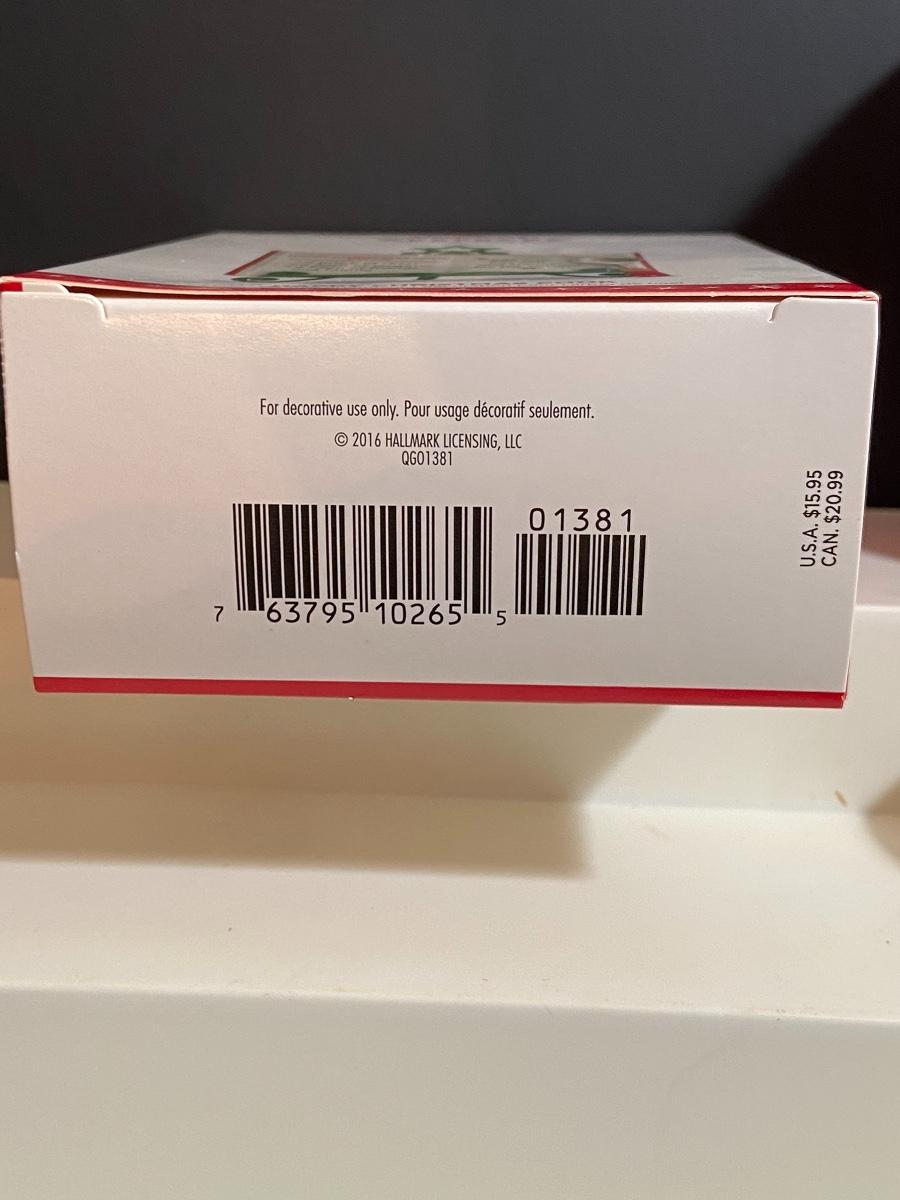 For decorative use only. Pour usage décoratif seulement.
© 2016 HALLMARK LICENSING, LLC
QGO1381
01381
7 63795 10265 5
U.S.A. $15.95
CAN. $20.99